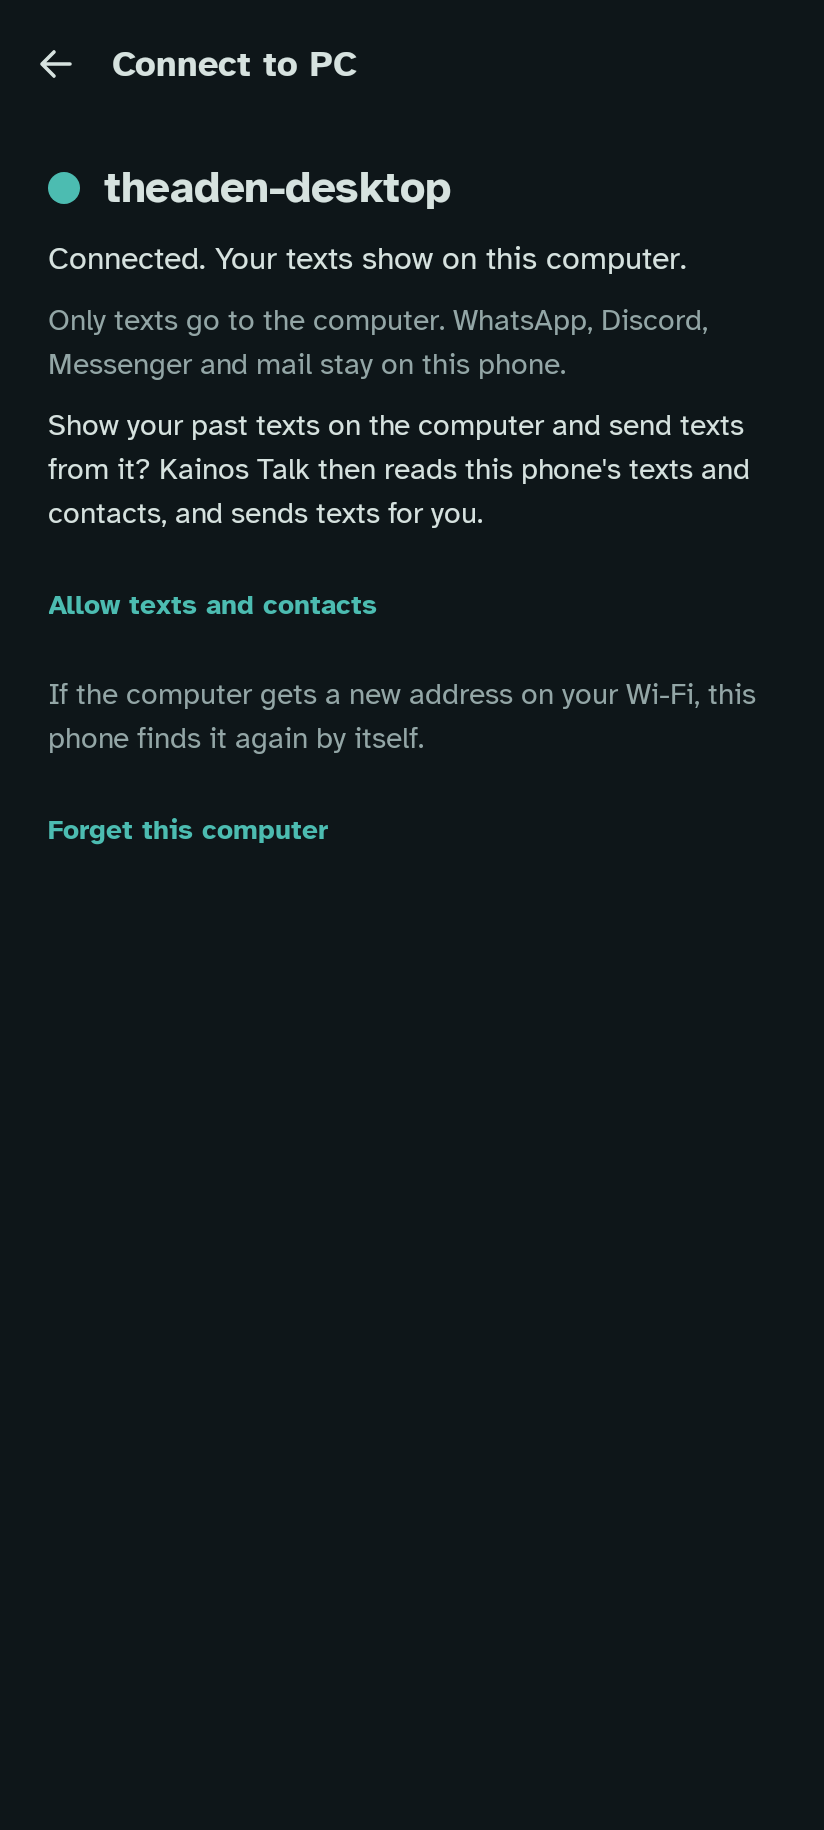 Connect to PC
theaden-desktop
Connected. Your texts show on this computer.
Only texts go to the computer. WhatsApp, Discord,
Messenger and mail stay on this phone.
Show your past texts on the computer and send texts
from it? Kainos Talk then reads this phone's texts and
contacts, and sends texts for you.
Allow texts and contacts
If the computer gets a new address on your Wi-Fi, this
phone finds it again by itself.
Forget this computer